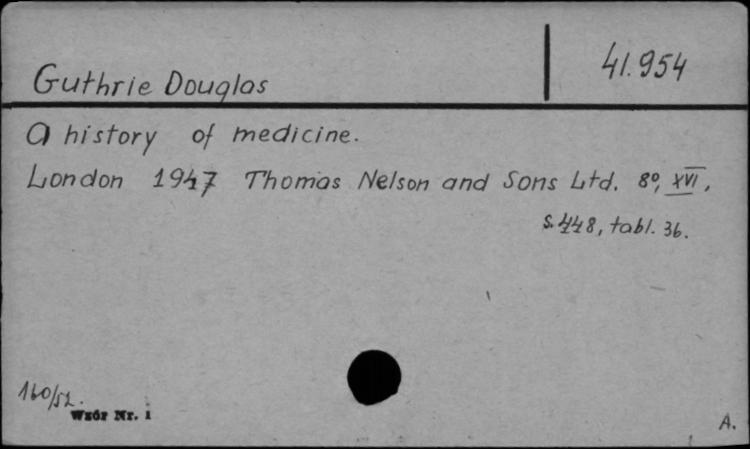 41.954
Guthrie Douglas
A history of medicine.
London 1947 Thomas Nelson and Sons Ltd. 8°, XVI,
s. 448, tabl. 36.
160/52.
Wzór Nr. 1
A.